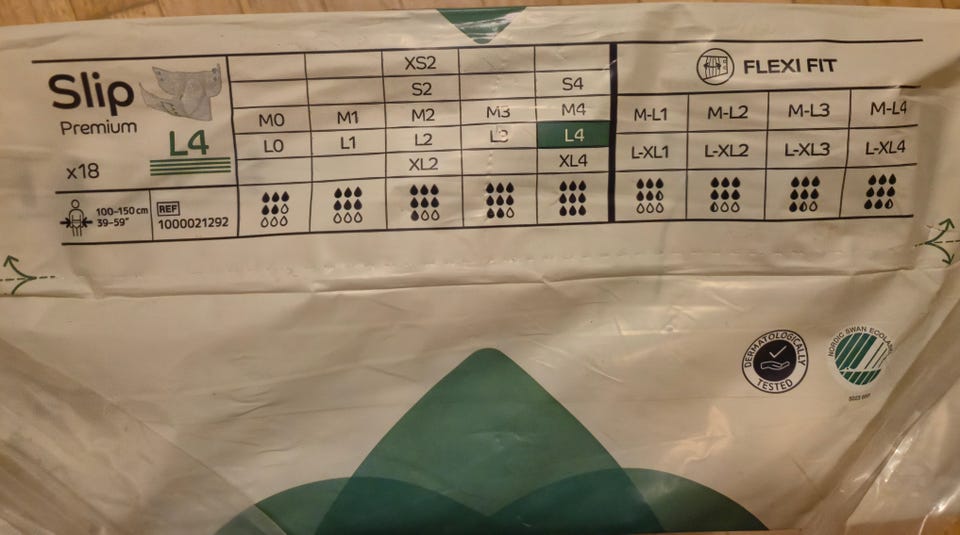 Slip
Premium
L4
x18
100-150 cm
39-59"
REF
1000021292
XS2
S2 S4
M0 M1 M2 M3 M4
L0 L1 L2 L3 L4
XL2 XL4
FLEXI FIT
M-L1 M-L2 M-L3 M-L4
L-XL1 L-XL2 L-XL3 L-XL4
DERMATOLOGICALLY
TESTED
NORDIC SWAN ECOLABEL